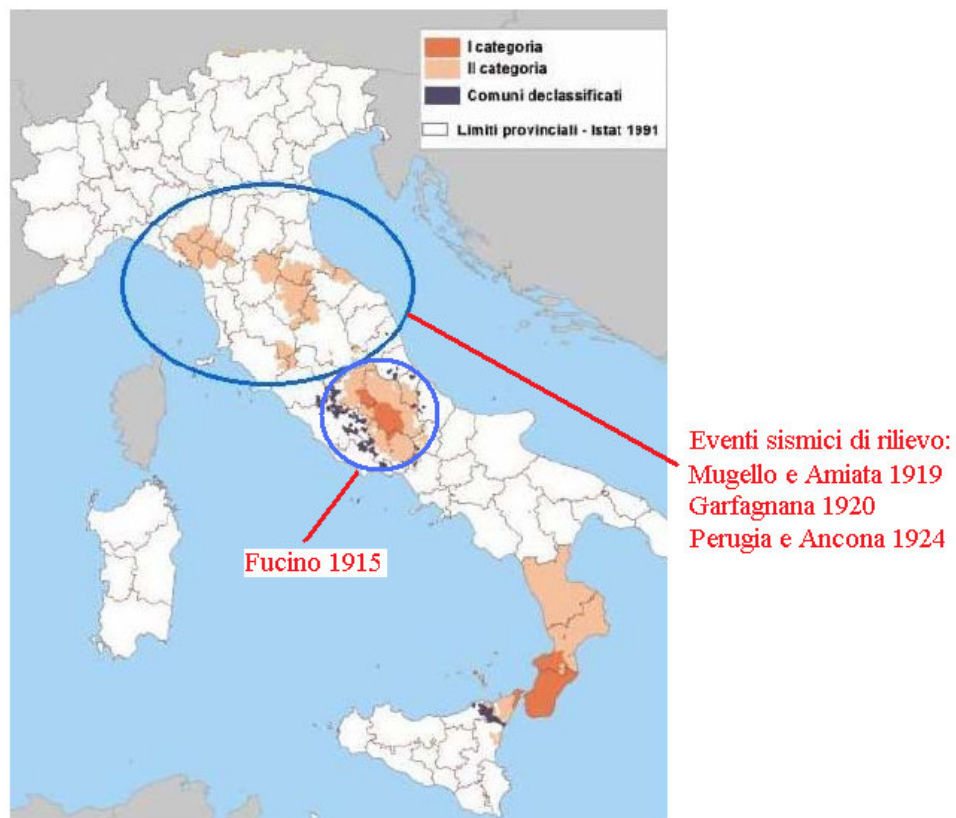 I categoria
II categoria
Comuni declassificati
Limiti provinciali - Istat 1991
Eventi sismici di rilievo:
Mugello e Amiata 1919
Garfagnana 1920
Perugia e Ancona 1924
Fucino 1915